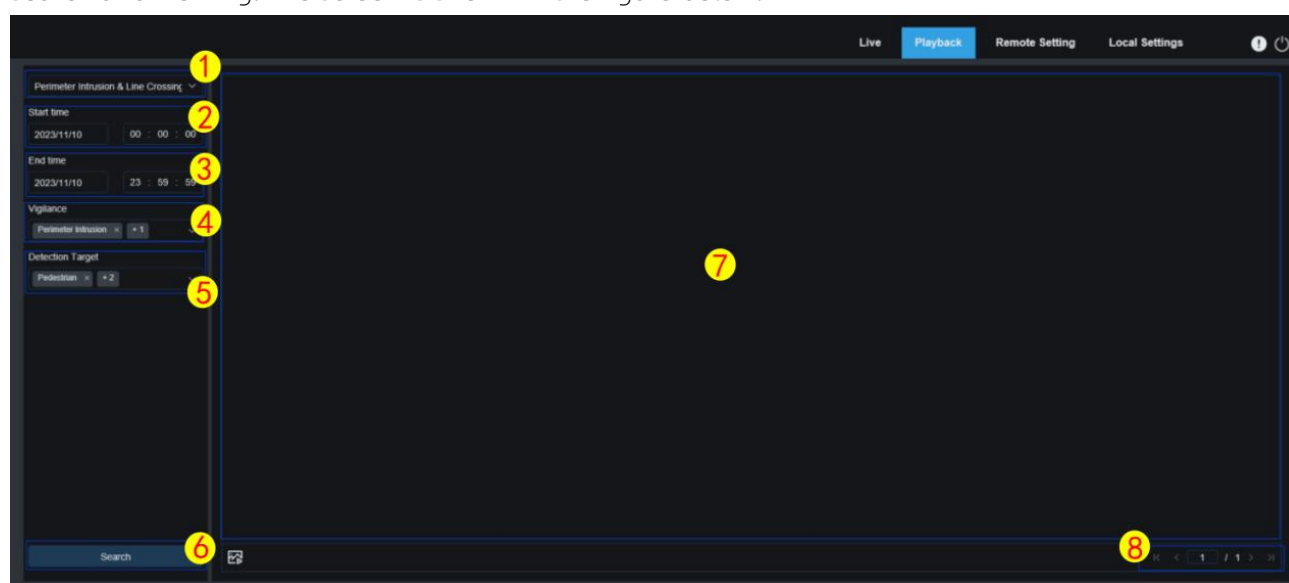 Live Playback Remote Setting Local Settings
1
Perimeter Intrusion & Line Crossing
Start time
2
2023/11/10 00 : 00 : 00
End time
3
2023/11/10 23 : 59 : 59
Vigilance
4
Perimeter Intrusion × + 1
Detection Target
Pedestrian × + 2
5
7
Search
6
8
1 / 1